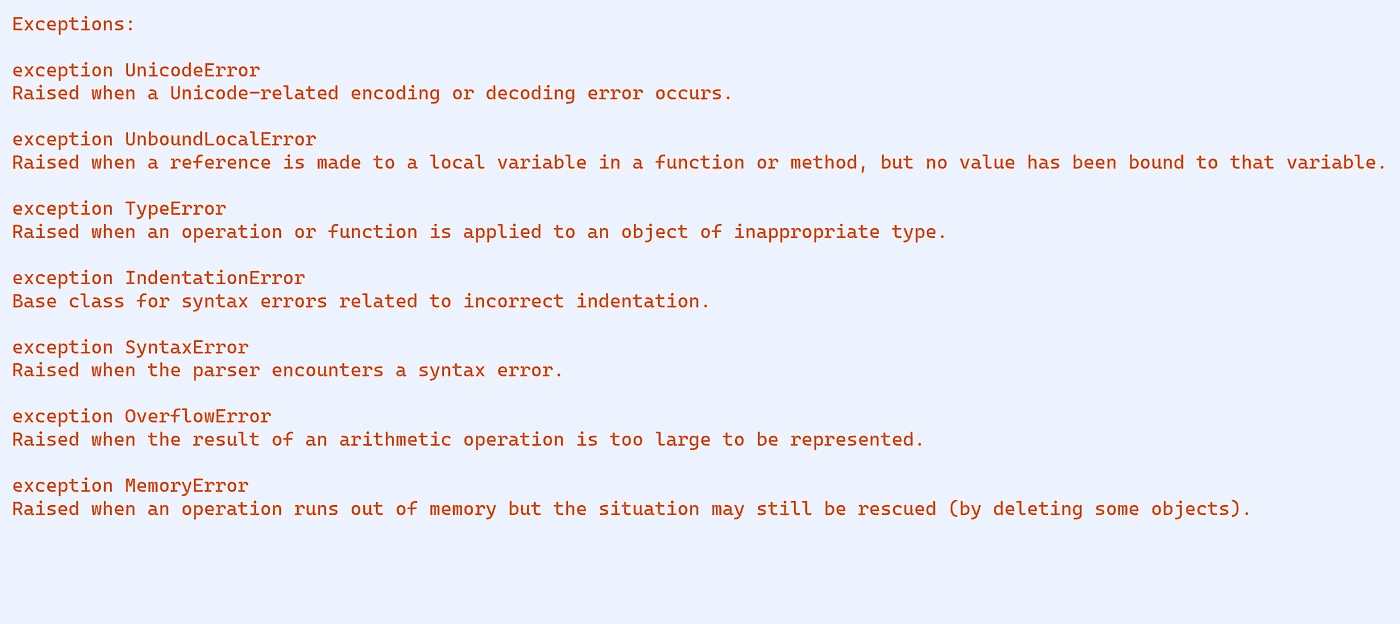 Exceptions:
exception UnicodeError
Raised when a Unicode-related encoding or decoding error occurs.
exception UnboundLocalError
Raised when a reference is made to a local variable in a function or method, but no value has been bound to that variable.
exception TypeError
Raised when an operation or function is applied to an object of inappropriate type.
exception IndentationError
Base class for syntax errors related to incorrect indentation.
exception SyntaxError
Raised when the parser encounters a syntax error.
exception OverflowError
Raised when the result of an arithmetic operation is too large to be represented.
exception MemoryError
Raised when an operation runs out of memory but the situation may still be rescued (by deleting some objects).